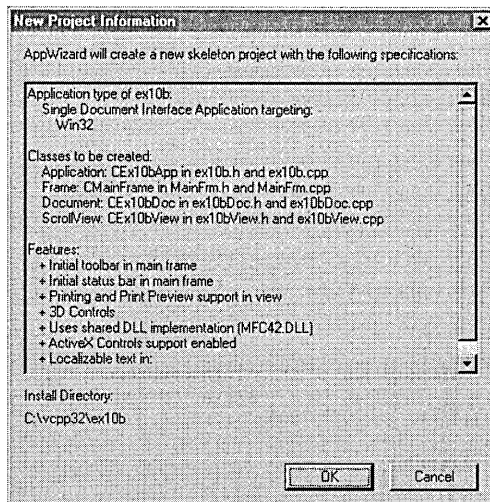 New Project Information
AppWizard will create a new skeleton project with the following specifications:
Application type of ex10b:
Single Document Interface Application targeting:
Win32
Classes to be created:
Application: CEx10bApp in ex10b.h and ex10b.cpp
Frame: CMainFrame in MainFrm.h and MainFrm.cpp
Document: CEx10bDoc in ex10bDoc.h and ex10bDoc.cpp
ScrollView: CEx10bView in ex10bView.h and ex10bView.cpp
Features:
+ Initial toolbar in main frame
+ Initial status bar in main frame
+ Printing and Print Preview support in view
+ 3D Controls
+ Uses shared DLL implementation (MFC42.DLL)
+ ActiveX Controls support enabled
+ Localizable text in:
Install Directory:
C:\vcpp32\ex10b
OK
Cancel